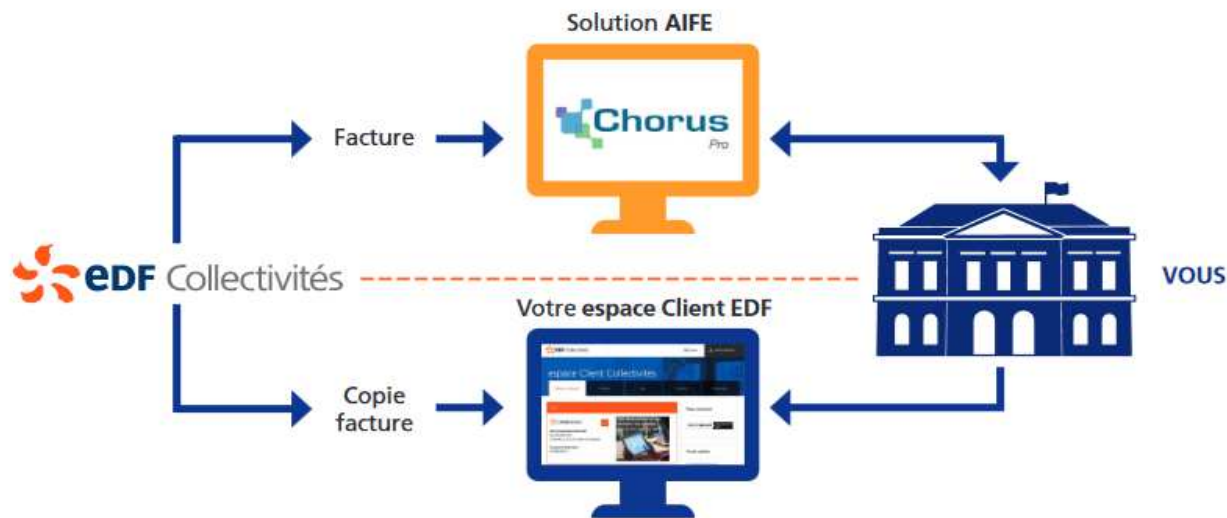 Solution AIFE
Facture
Chorus
Pro
eDF Collectivités
VOUS
Votre espace Client EDF
espace Client Collectivités
Copie
facture